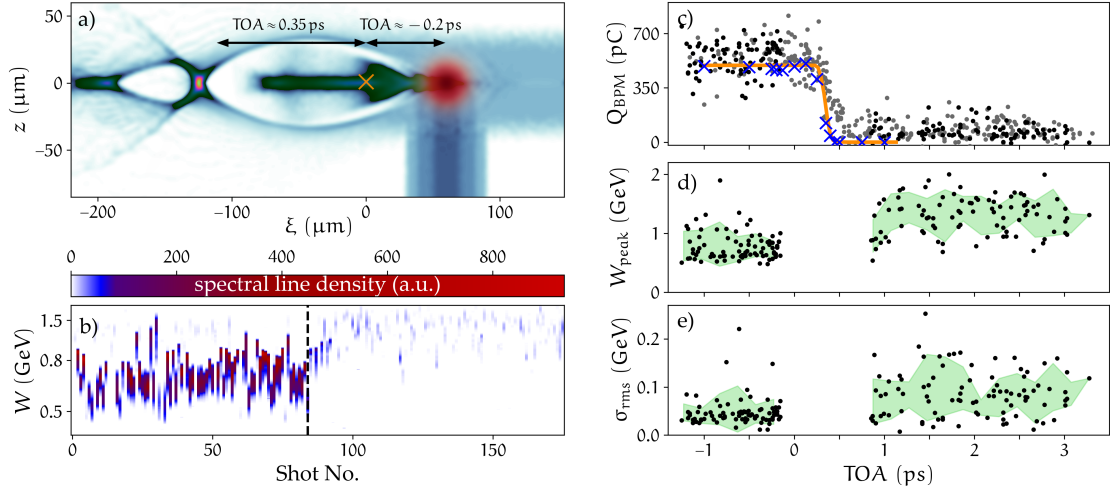 a)
TOA ≈ 0.35 ps
TOA ≈ − 0.2 ps
50
0
−50
z (μm)
−200
−100
0
100
ξ (μm)
0
200
400
600
800
spectral line density (a.u.)
b)
1.5
0.8
0.5
W (GeV)
0
50
100
150
Shot No.
c)
700
350
0
Q_BPM (pC)
d)
2
1
0
W_peak (GeV)
e)
0.2
0.1
0.0
σ_rms (GeV)
−1
0
1
2
3
TOA (ps)